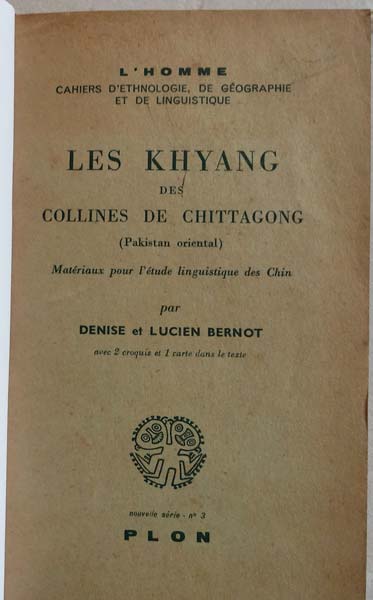 L'HOMME
CAHIERS D'ETHNOLOGIE, DE GÉOGRAPHIE
ET DE LINGUISTIQUE
LES KHYANG
DES
COLLINES DE CHITTAGONG
(Pakistan oriental)
Matériaux pour l'étude linguistique des Chin
par
DENISE et LUCIEN BERNOT
avec 2 croquis et 1 carte dans le texte
nouvelle série - n° 3
PLON